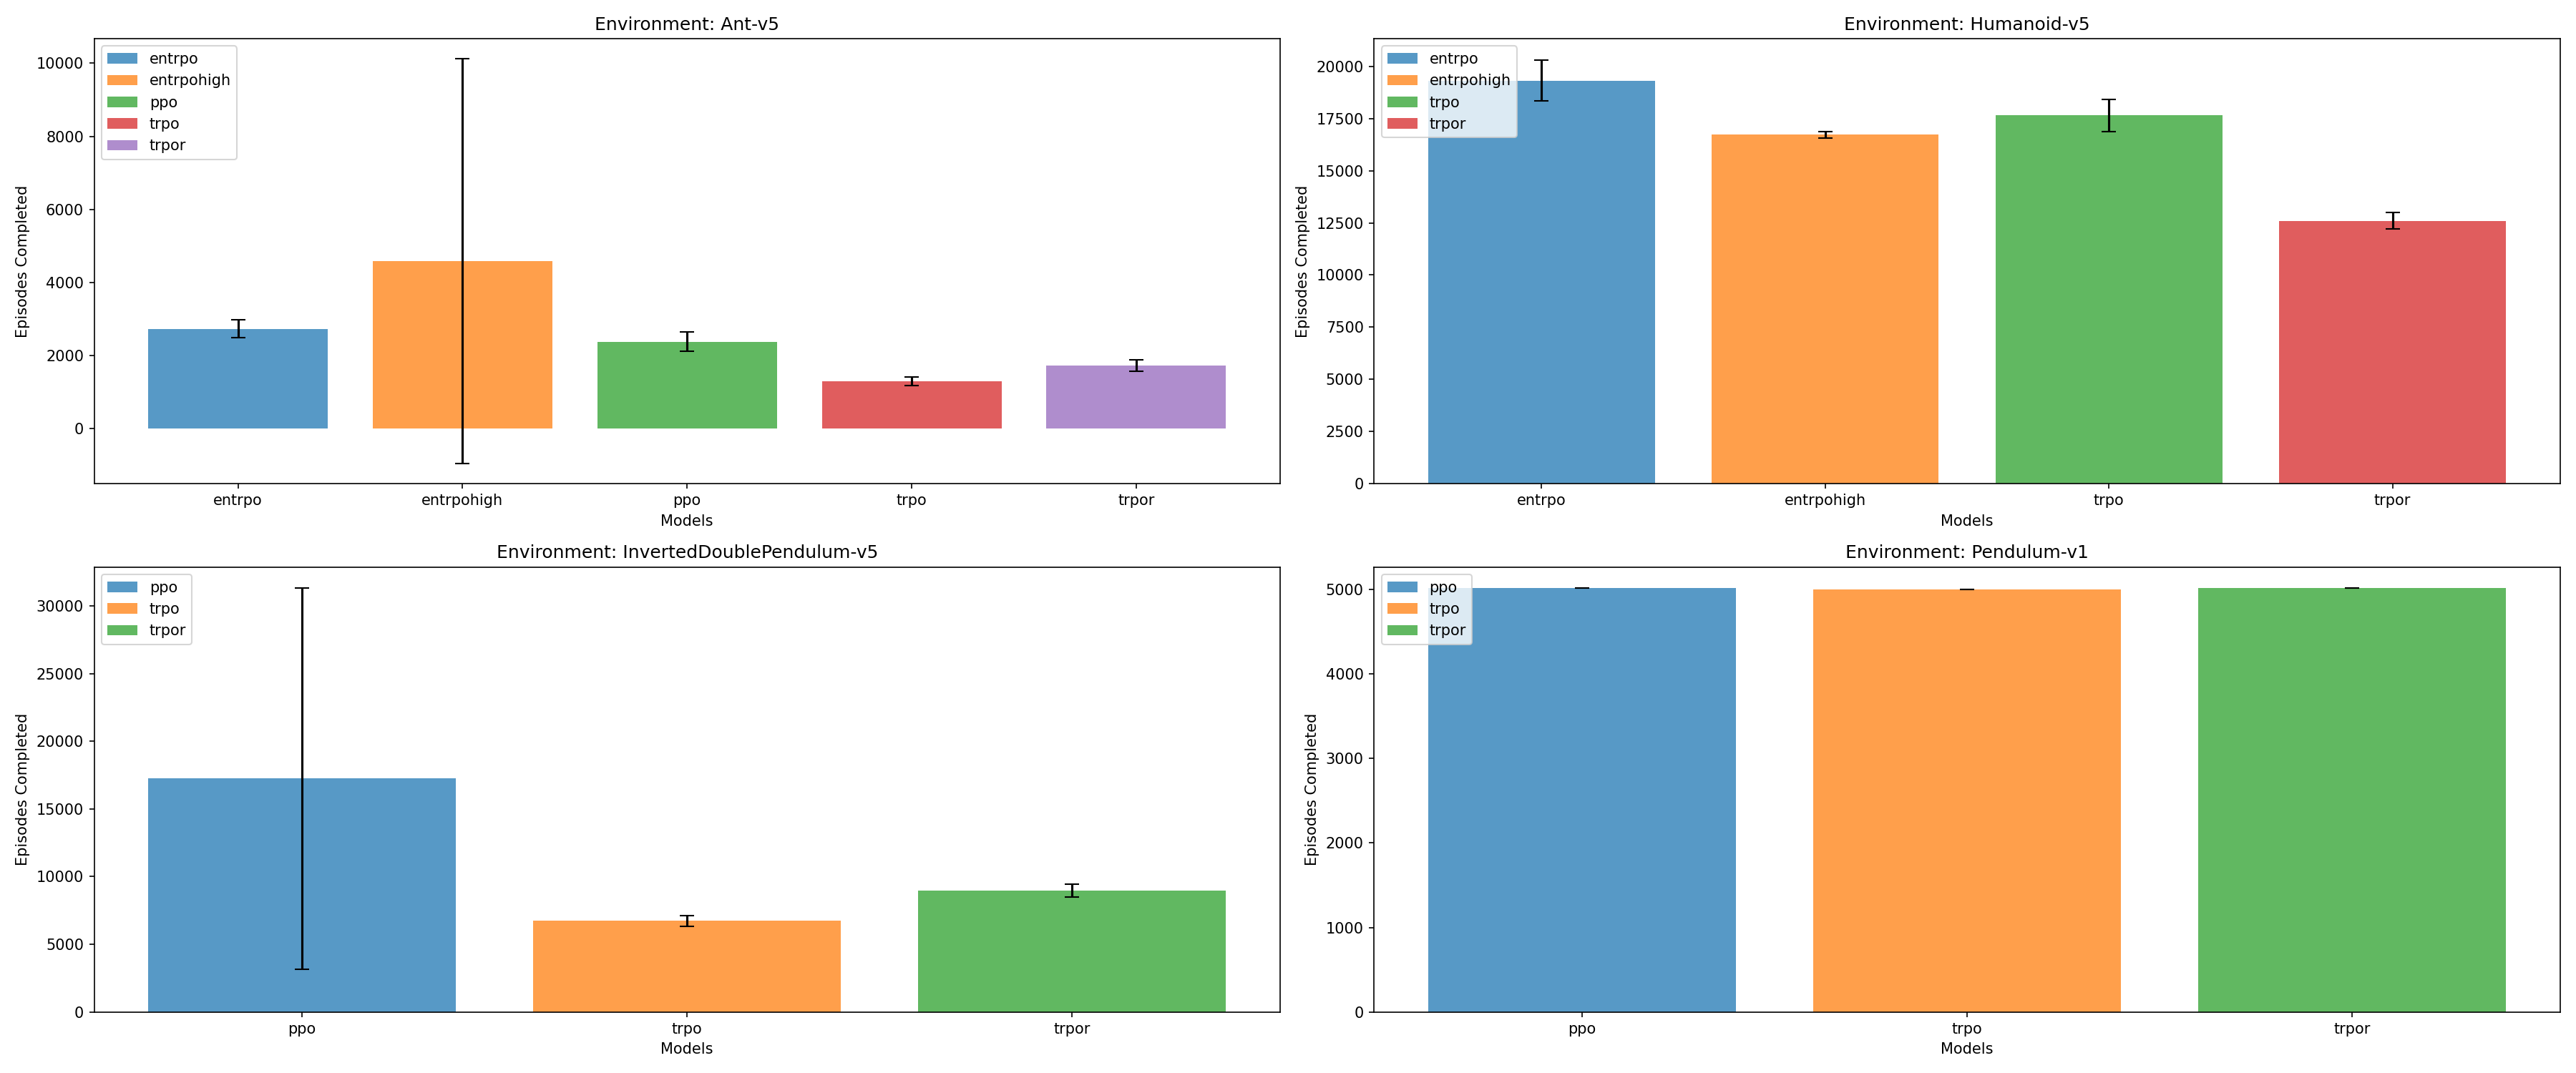 Environment: Ant-v5
entrpo
entrpohigh
ppo
trpo
trpor
10000
8000
6000
4000
2000
0
Episodes Completed
entrpo entrpohigh ppo trpo trpor
Models
Environment: Humanoid-v5
entrpo
entrpohigh
trpo
trpor
20000
17500
15000
12500
10000
7500
5000
2500
0
Episodes Completed
entrpo entrpohigh trpo trpor
Models
Environment: InvertedDoublePendulum-v5
ppo
trpo
trpor
30000
25000
20000
15000
10000
5000
0
Episodes Completed
ppo trpo trpor
Models
Environment: Pendulum-v1
ppo
trpo
trpor
5000
4000
3000
2000
1000
0
Episodes Completed
ppo trpo trpor
Models